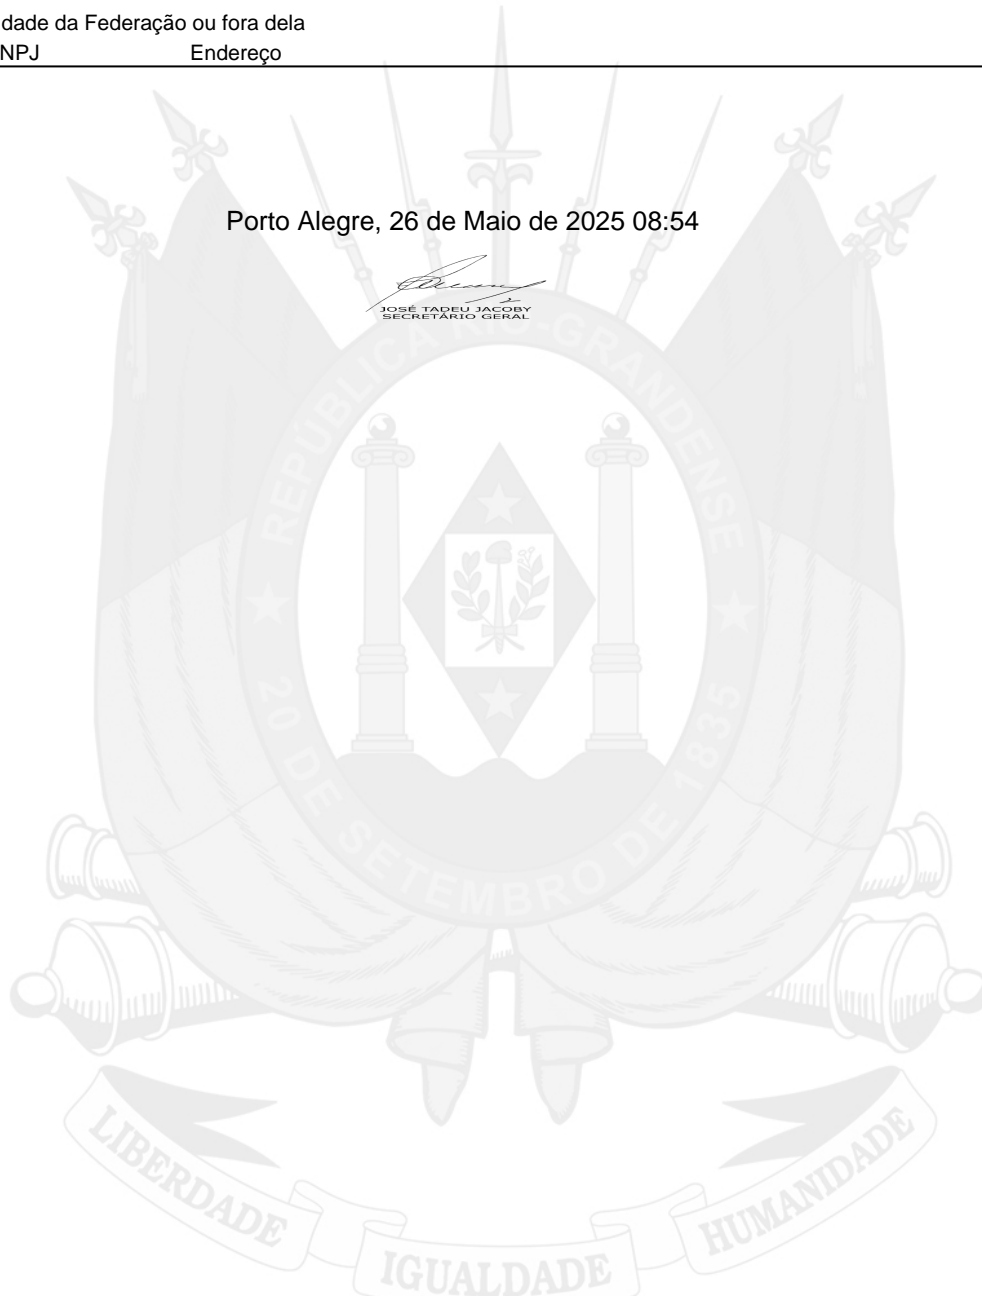 dade da Federação ou fora dela
NPJ Endereço
Porto Alegre, 26 de Maio de 2025 08:54
JOSÉ TADEU JACOBY
SECRETÁRIO GERAL
REPÚBLICA RIO-GRANDENSE
20 DE SETEMBRO DE 1835
LIBERDADE
IGUALDADE
HUMANIDADE